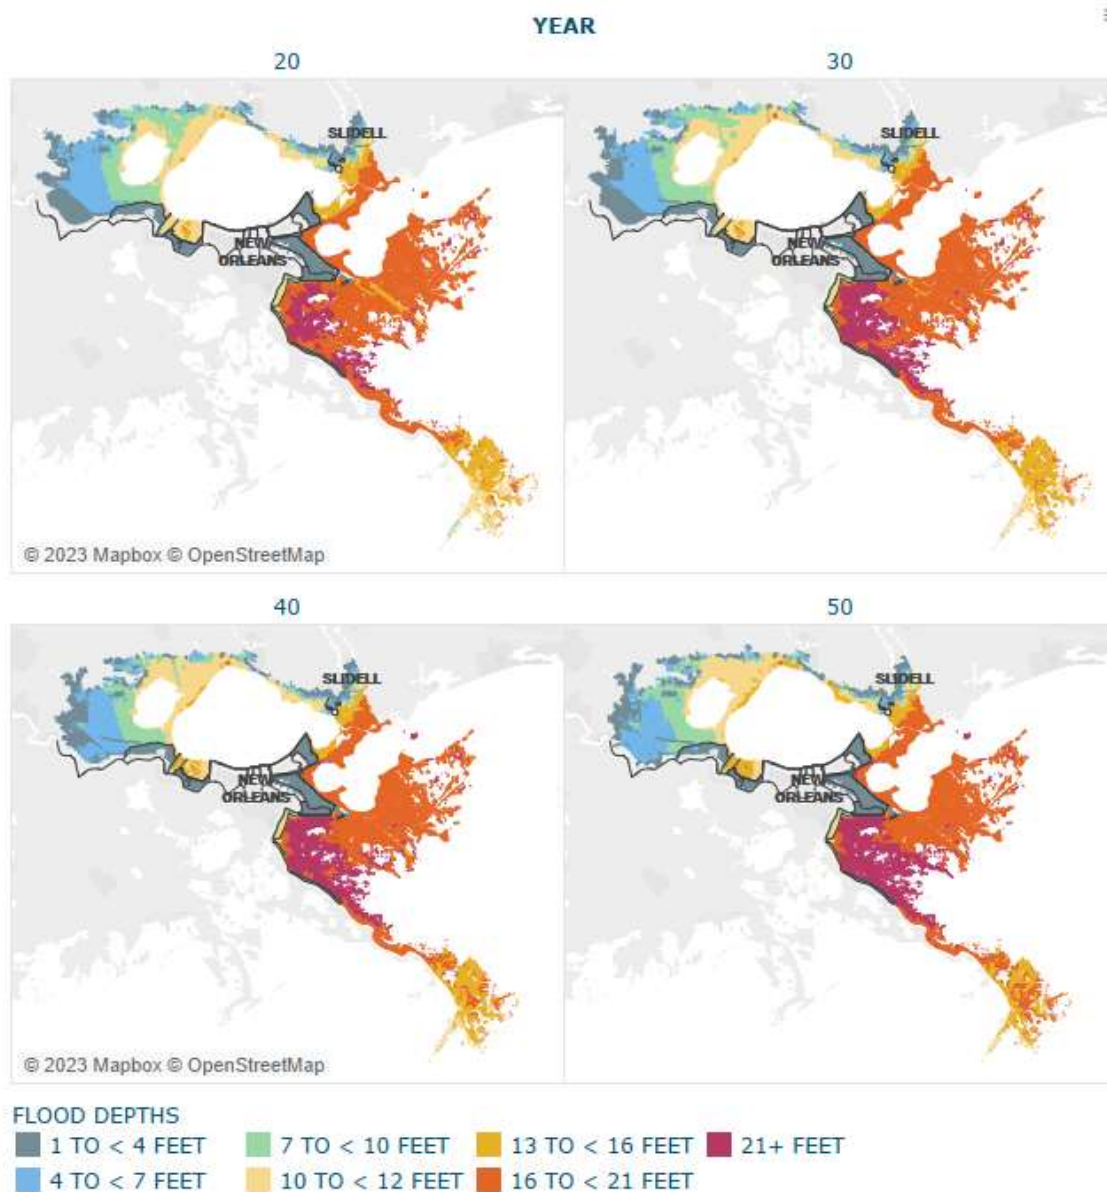 YEAR
20
30
SLIDELL
SLIDELL
NEW
ORLEANS
NEW
ORLEANS
© 2023 Mapbox © OpenStreetMap
40
50
SLIDELL
SLIDELL
NEW
ORLEANS
NEW
ORLEANS
© 2023 Mapbox © OpenStreetMap
FLOOD DEPTHS
1 TO < 4 FEET 7 TO < 10 FEET 13 TO < 16 FEET 21+ FEET
4 TO < 7 FEET 10 TO < 12 FEET 16 TO < 21 FEET